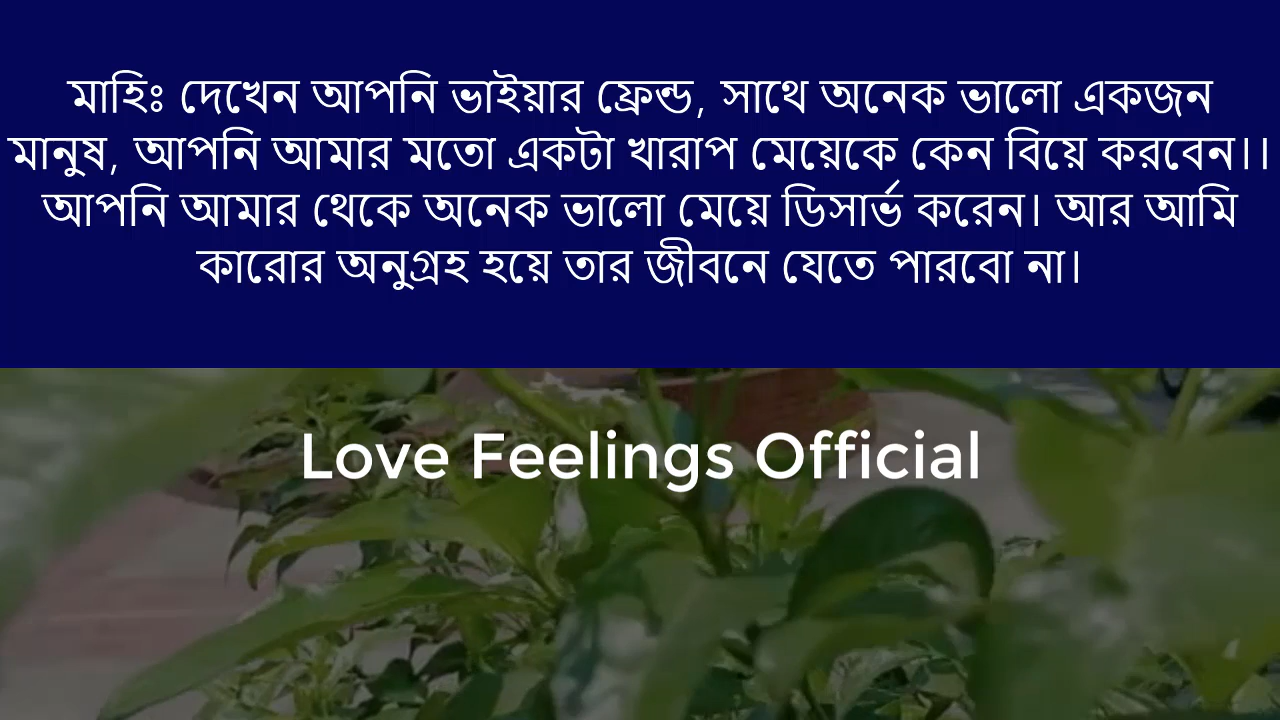 মাহিঃ দেখেন আপনি ভাইয়ার ফ্রেন্ড, সাথে অনেক ভালো একজন
মানুষ, আপনি আমার মতো একটা খারাপ মেয়েকে কেন বিয়ে করবেন।।
আপনি আমার থেকে অনেক ভালো মেয়ে ডিসার্ভ করেন। আর আমি
কারোর অনুগ্রহ হয়ে তার জীবনে যেতে পারবো না।
Love Feelings Official